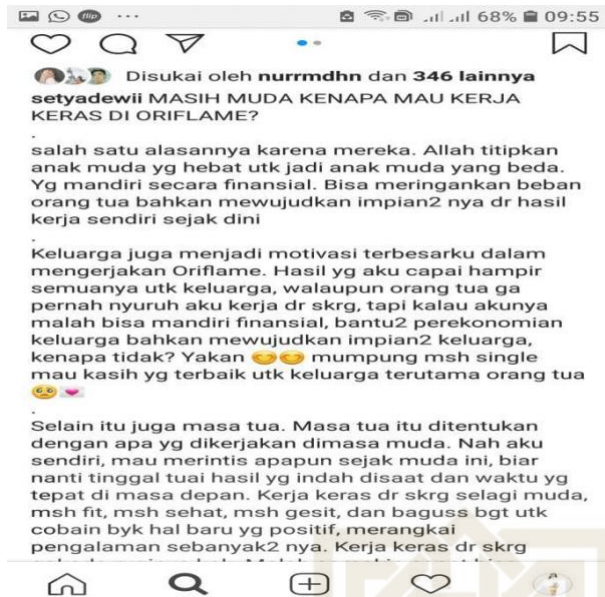 flip ... 68% 09:55
Disukai oleh nurrmdhn dan 346 lainnya
setyadewii MASIH MUDA KENAPA MAU KERJA
KERAS DI ORIFLAME?
.
salah satu alasannya karena mereka. Allah titipkan
anak muda yg hebat utk jadi anak muda yang beda.
Yg mandiri secara finansial. Bisa meringankan beban
orang tua bahkan mewujudkan impian2 nya dr hasil
kerja sendiri sejak dini
.
Keluarga juga menjadi motivasi terbesarku dalam
mengerjakan Oriflame. Hasil yg aku capai hampir
semuanya utk keluarga, walaupun orang tua ga
pernah nyuruh aku kerja dr skrg, tapi kalau akunya
malah bisa mandiri finansial, bantu2 perekonomian
keluarga bahkan mewujudkan impian2 keluarga,
kenapa tidak? Yakan 😊😊 mumpung msh single
mau kasih yg terbaik utk keluarga terutama orang tua
🥺💌
.
Selain itu juga masa tua. Masa tua itu ditentukan
dengan apa yg dikerjakan dimasa muda. Nah aku
sendiri, mau merintis apapun sejak muda ini, biar
nanti tinggal tuai hasil yg indah disaat dan waktu yg
tepat di masa depan. Kerja keras dr skrg selagi muda,
msh fit, msh sehat, msh gesit, dan baguss bgt utk
cobain byk hal baru yg positif, merangkai
pengalaman sebanyak2 nya. Kerja keras dr skrg